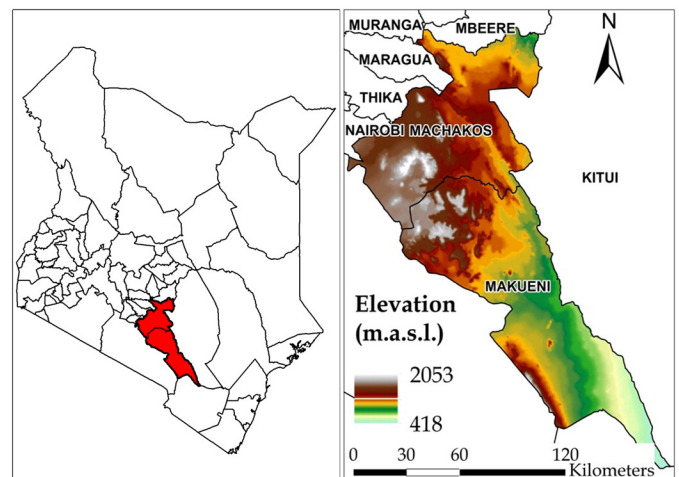 MURANGA
MBEERE
N
MARAGUA
THIKA
NAIROBI MACHAKOS
KITUI
MAKUENI
Elevation
(m.a.s.l.)
2053
418
0 30 60 120
Kilometers